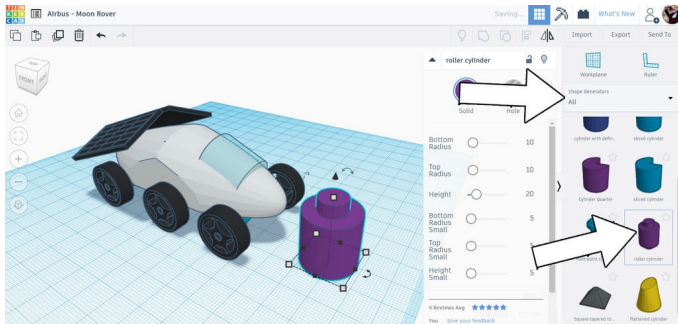 TIN
KER
CAD
AIrbus - Moon Rover
Saving...
What's New
Import
Export
Send To
TOP
FRONT
RIGHT
roller cylinder
Solid
Hole
Bottom
Radius
10
Top
Radius
10
Height
20
Bottom
Radius
Small
5
Top
Radius
Small
Height
Small
5
9 Reviews Avg
You
Give your feedback
Workplane
Ruler
Shape Generators
All
cylinder with defin..
sliced cylinder
Cylinder Quarter
sliced cylinder
roller cylinder
Square tapered to ..
Flattened cylinder